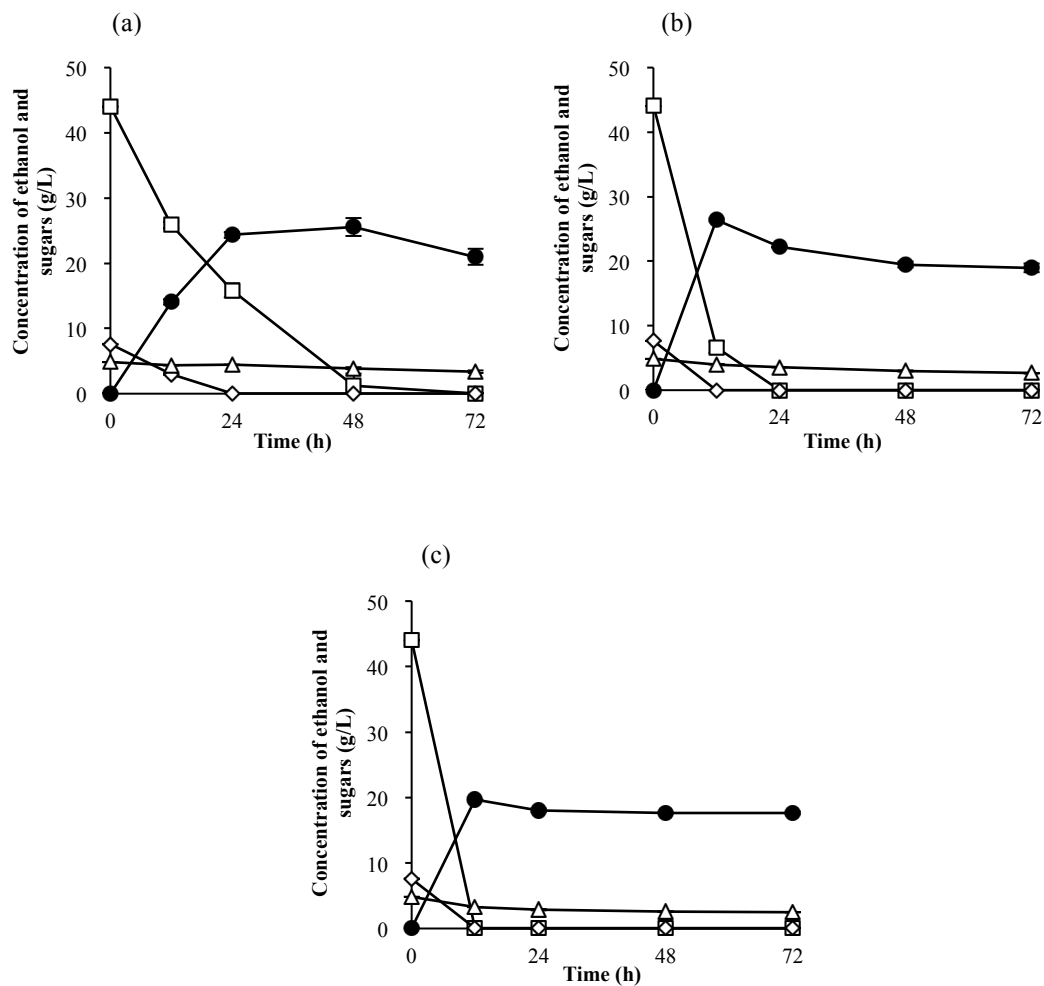 (a)
Concentration of ethanol and
sugars (g/L)
50
40
30
20
10
0
0 24 48 72
Time (h)
(b)
Concentration of ethanol and
sugars (g/L)
50
40
30
20
10
0
0 24 48 72
Time (h)
(c)
Concentration of ethanol and
sugars (g/L)
50
40
30
20
10
0
0 24 48 72
Time (h)